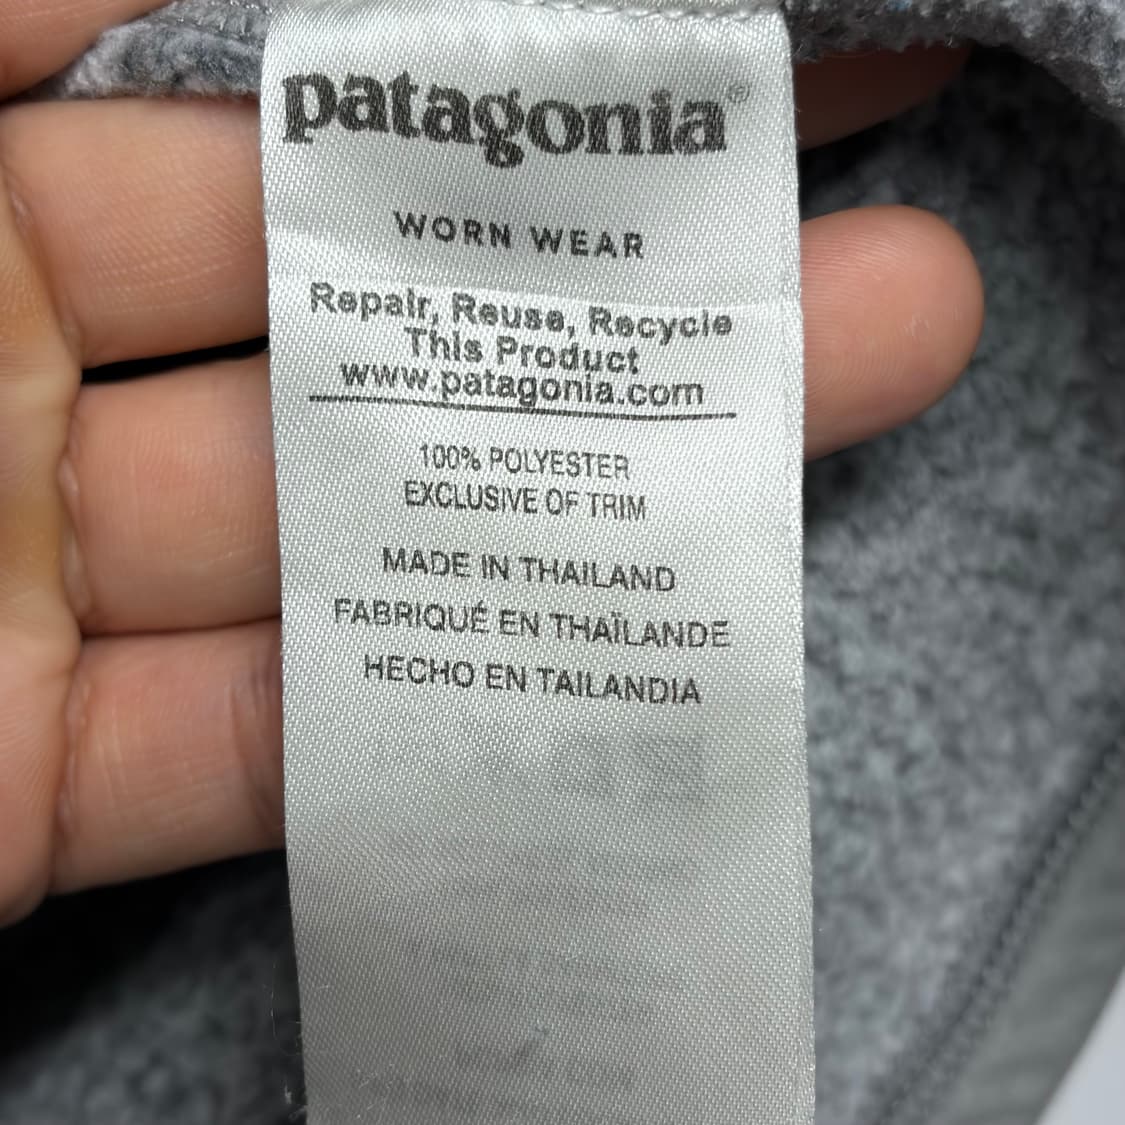 patagonia®
WORN WEAR
Repair, Reuse, Recycle
This Product
www.patagonia.com
100% POLYESTER
EXCLUSIVE OF TRIM
MADE IN THAILAND
FABRIQUÉ EN THAÏLANDE
HECHO EN TAILANDIA